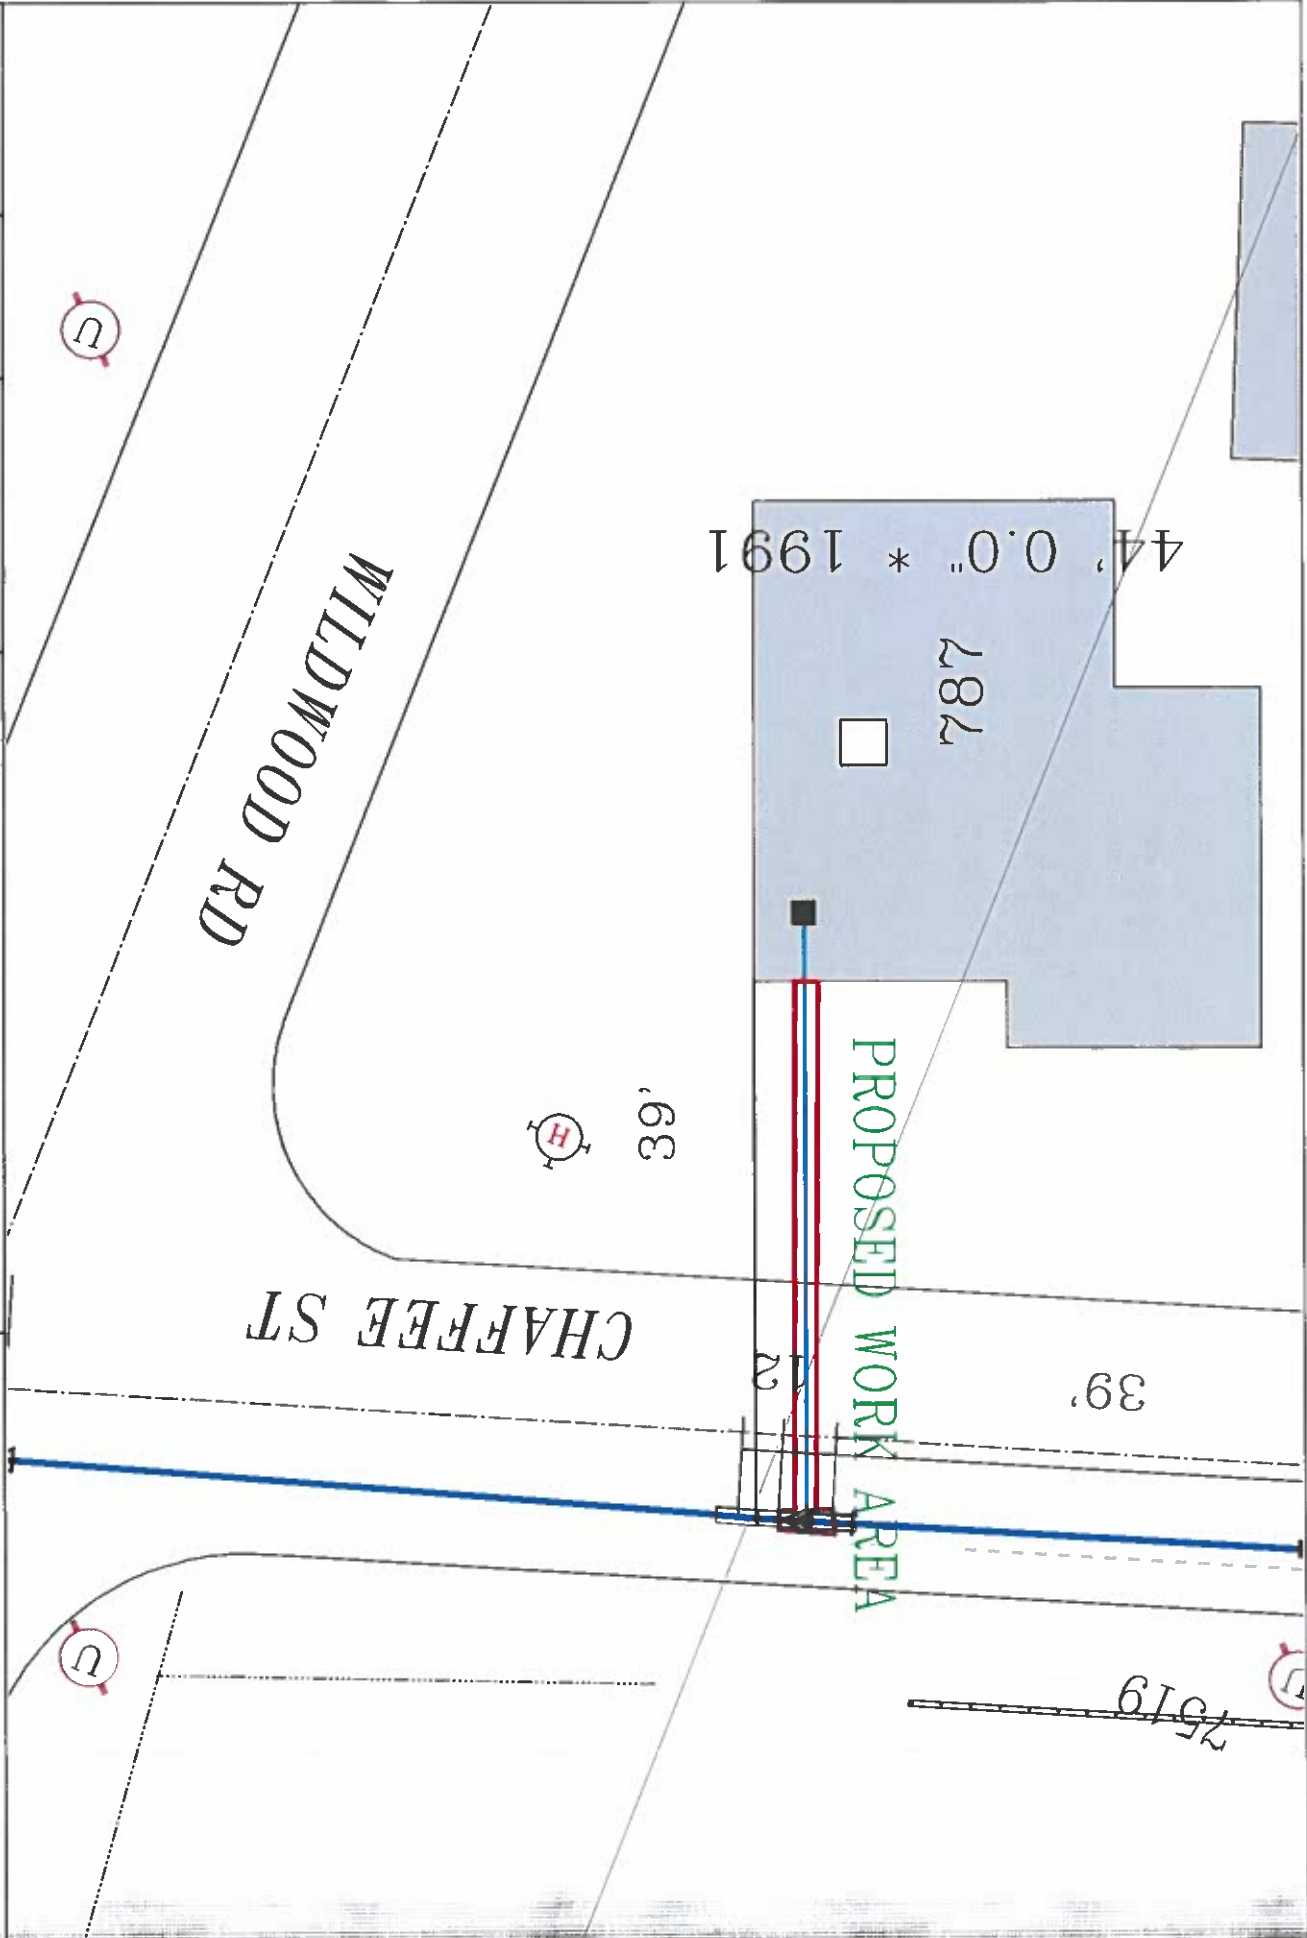 U
WILDWOOD RD
44' 0.0" * 1991
787
H
39'
PROPOSED WORK AREA
CHAFFEE ST
12
39'
U
7519
U